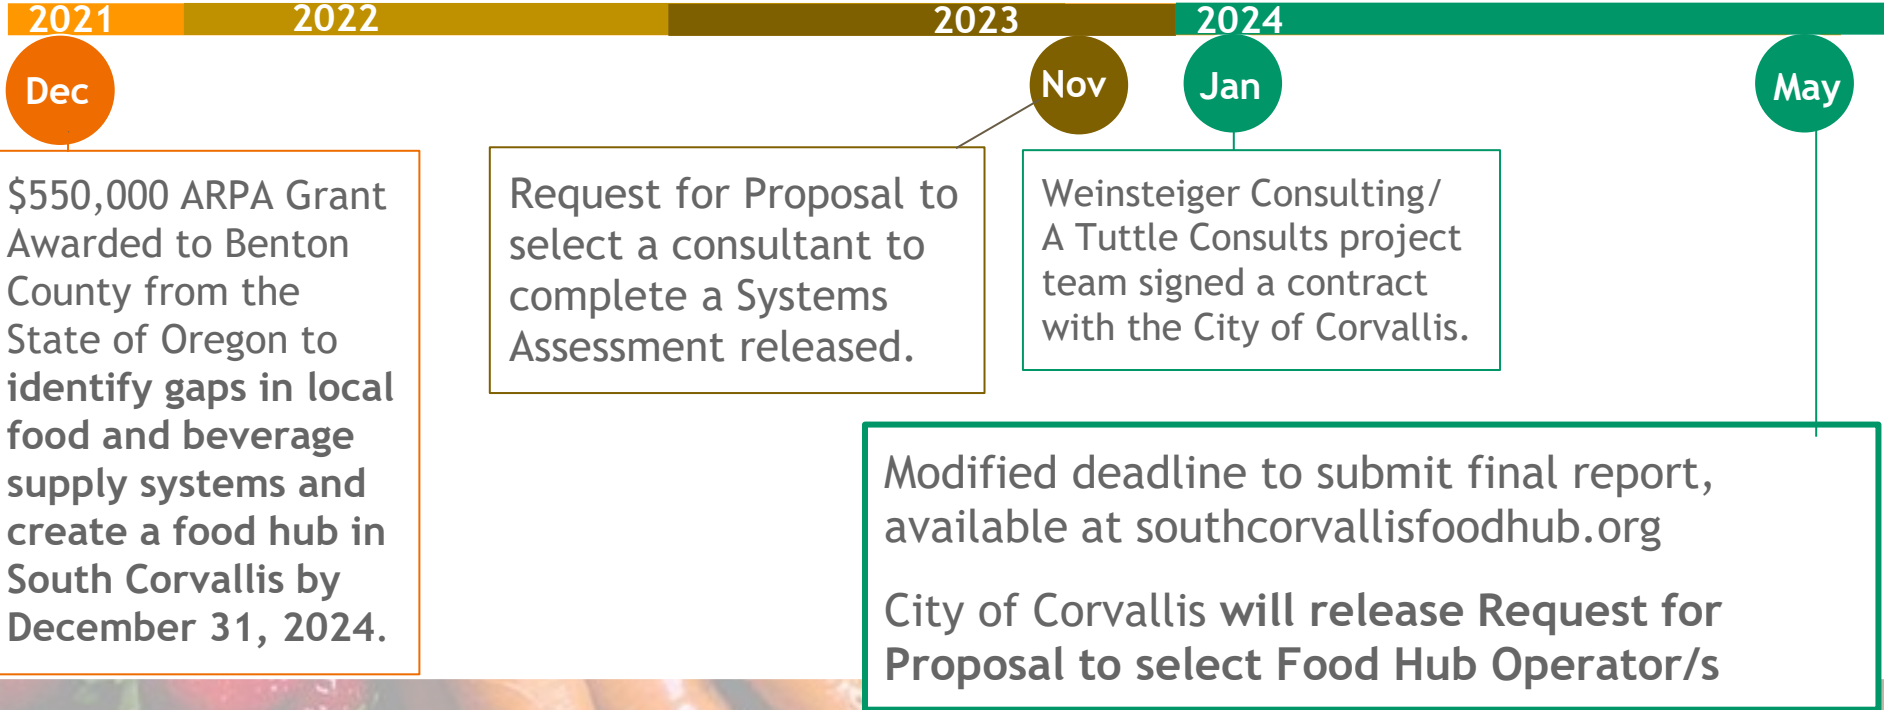 2021
2022
2023
2024
Dec
Nov
Jan
May
$550,000 ARPA Grant
Awarded to Benton
County from the
State of Oregon to
identify gaps in local
food and beverage
supply systems and
create a food hub in
South Corvallis by
December 31, 2024.
Request for Proposal to
select a consultant to
complete a Systems
Assessment released.
Weinsteiger Consulting/
A Tuttle Consults project
team signed a contract
with the City of Corvallis.
Modified deadline to submit final report,
available at southcorvallisfoodhub.org
City of Corvallis will release Request for
Proposal to select Food Hub Operator/s